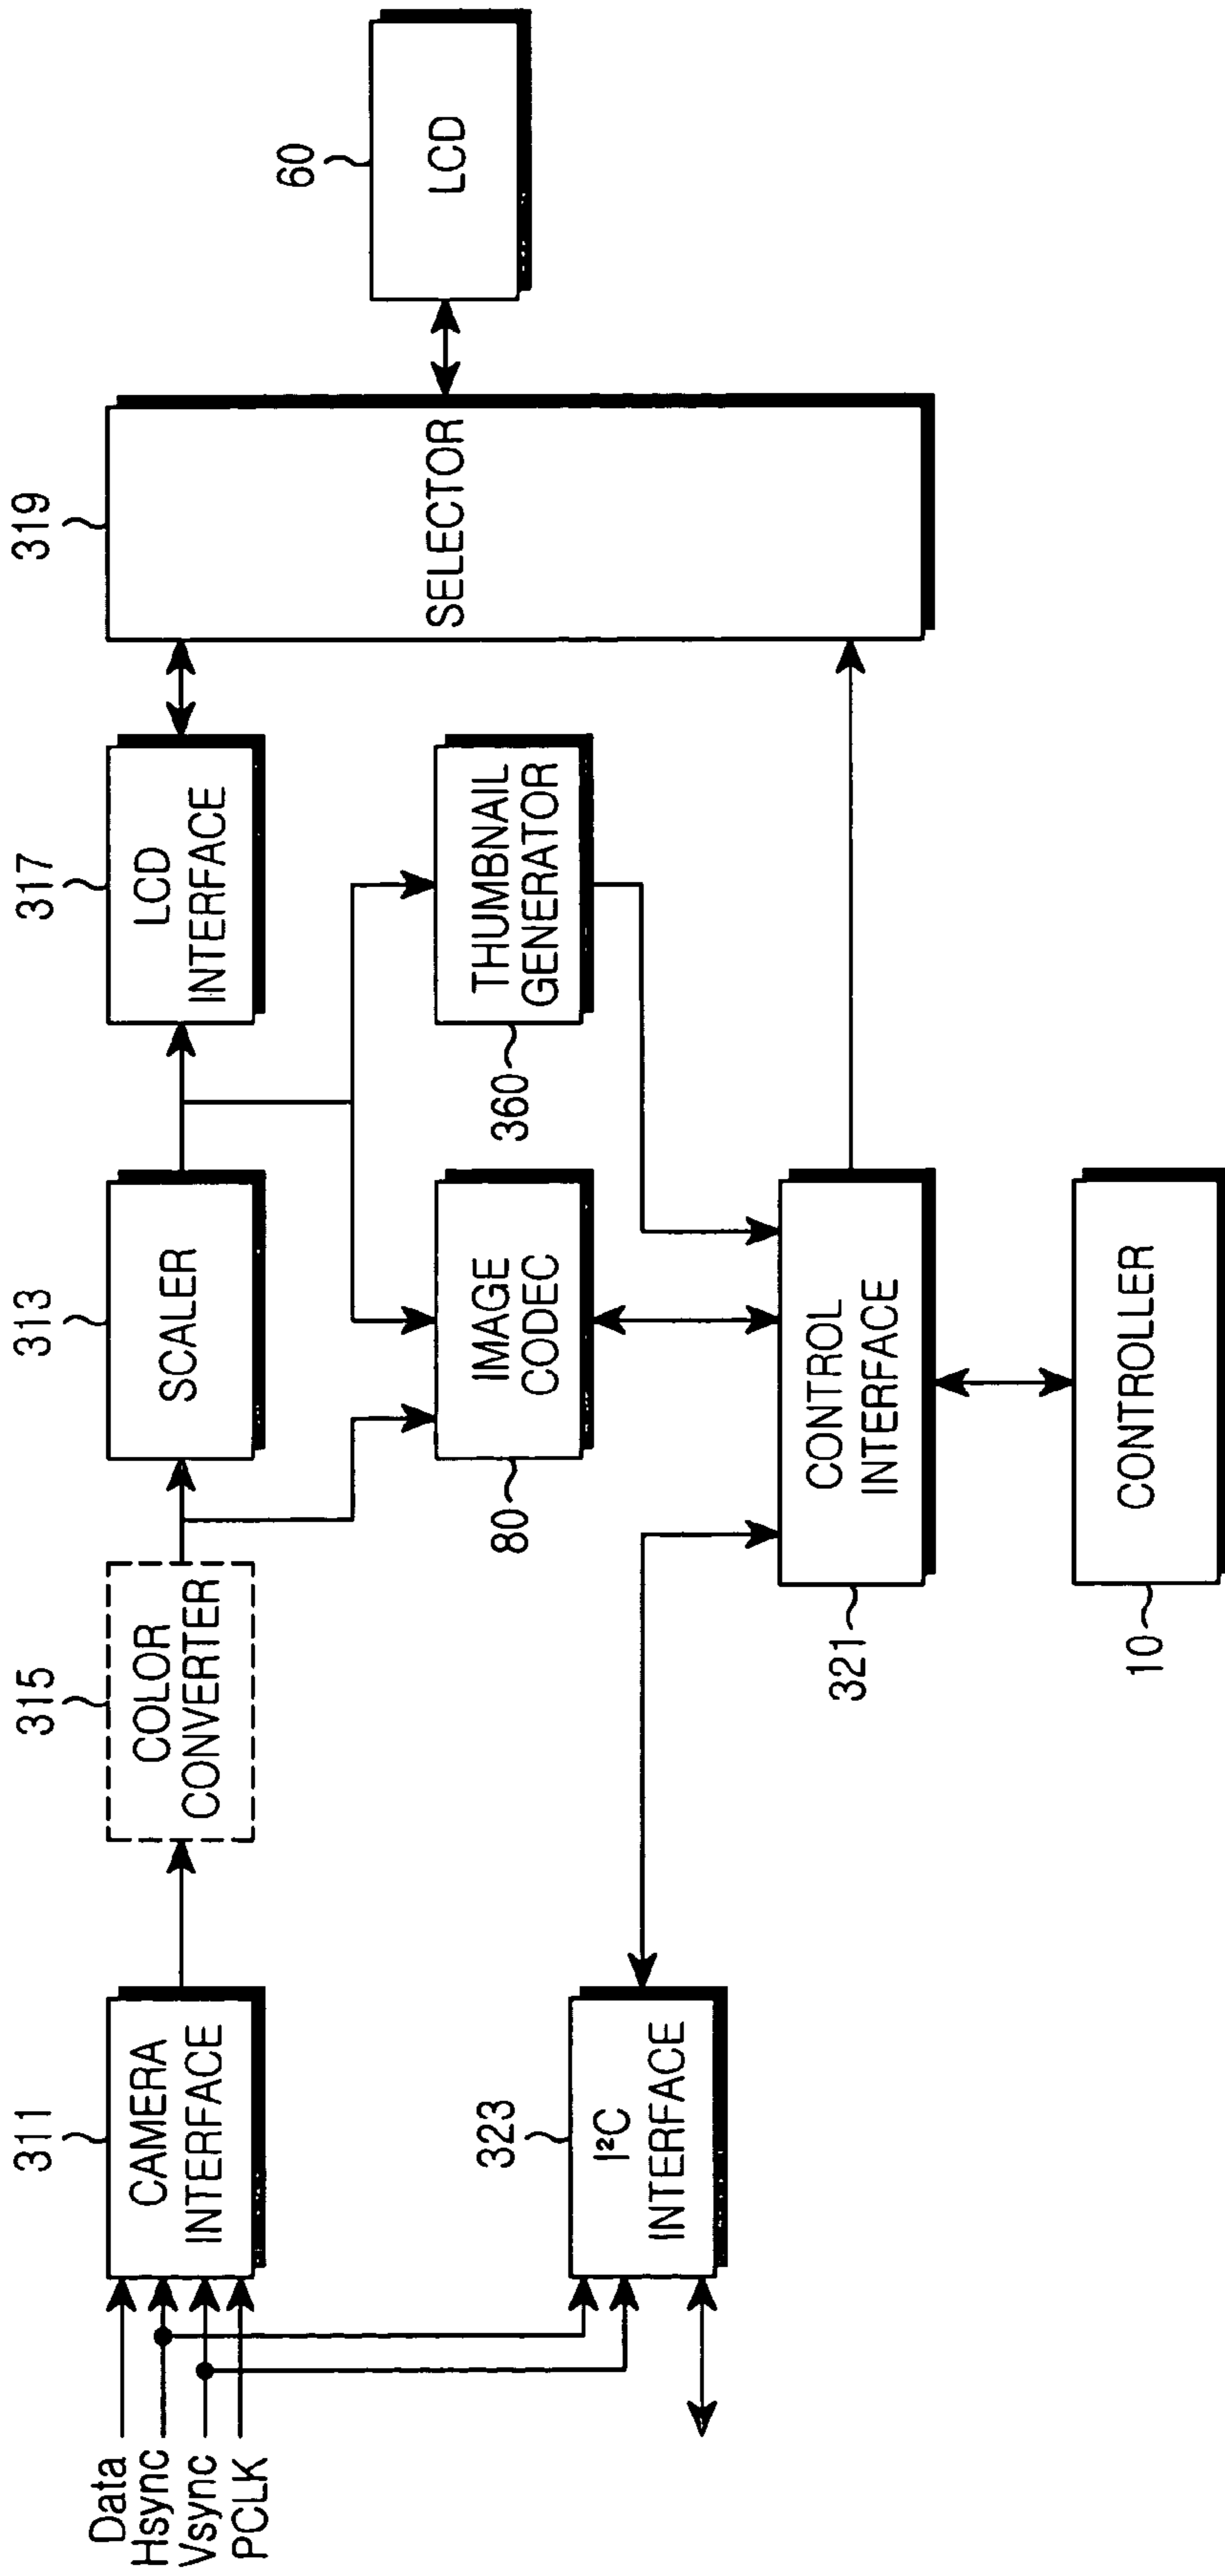 311
CAMERA
INTERFACE
315
COLOR
CONVERTER
313
SCALER
317
LCD
INTERFACE
319
SELECTOR
60
LCD
Data
Hsync
Vsync
PCLK
80
IMAGE
CODEC
360
THUMBNAIL
GENERATOR
323
I²C
INTERFACE
321
CONTROL
INTERFACE
10
CONTROLLER